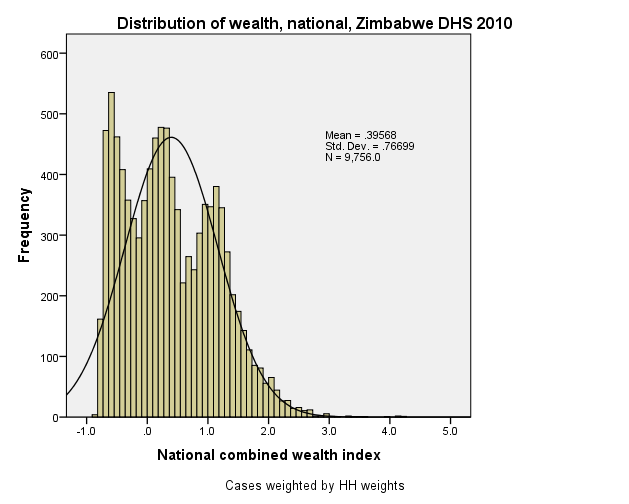 Distribution of wealth, national, Zimbabwe DHS 2010
600
500
400
300
200
100
0
Frequency
Mean = .39568
Std. Dev. = .76699
N = 9,756.0
-1.0 .0 1.0 2.0 3.0 4.0 5.0
National combined wealth index
Cases weighted by HH weights